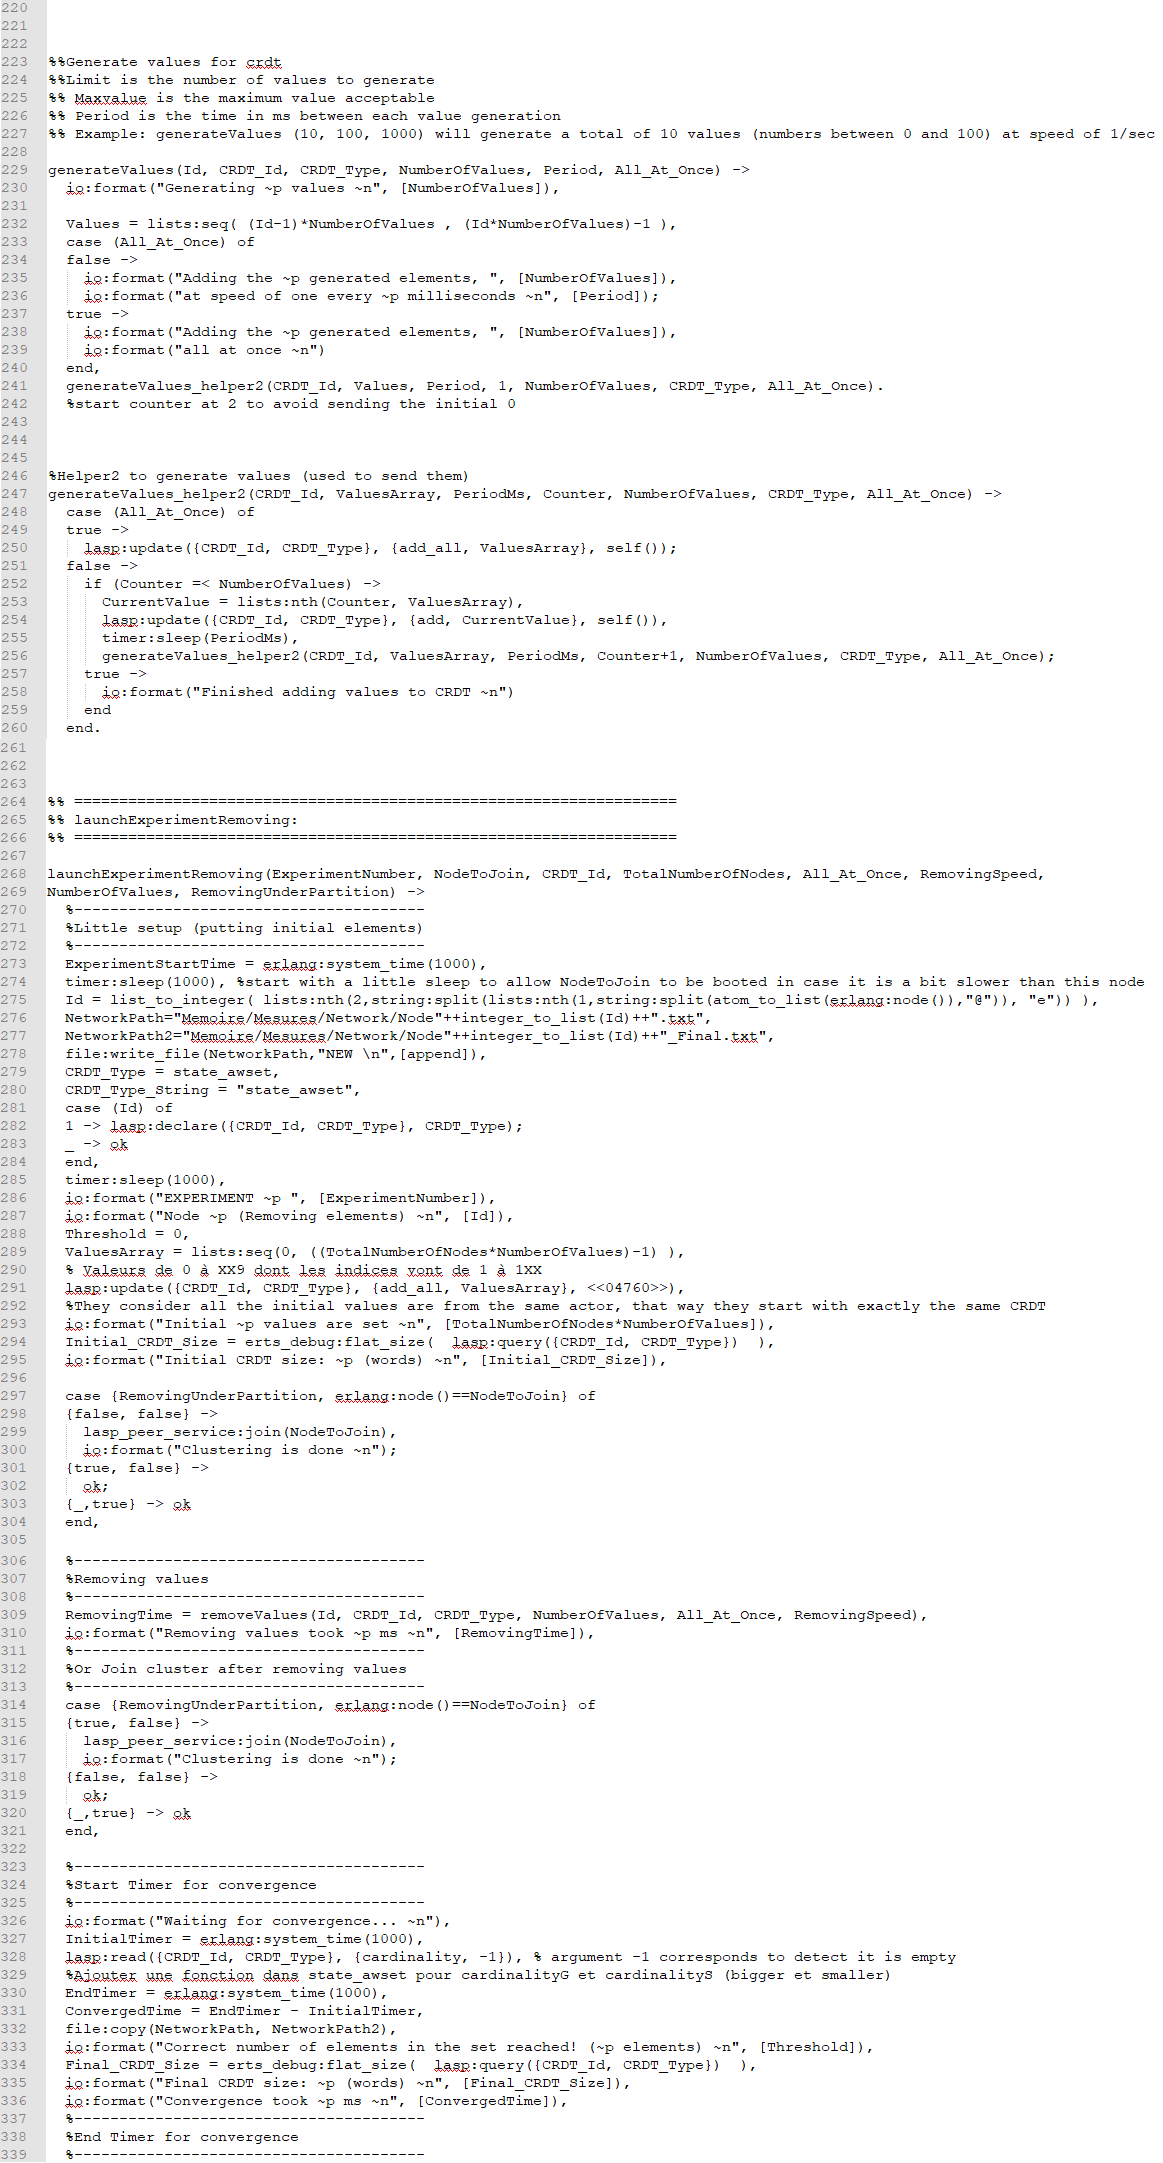 220
221
222
223 %%Generate values for crdt
224 %%Limit is the number of values to generate
225 %% Maxvalue is the maximum value acceptable
226 %% Period is the time in ms between each value generation
227 %% Example: generateValues (10, 100, 1000) will generate a total of 10 values (numbers between 0 and 100) at speed of 1/sec
228
229 generateValues(Id, CRDT_Id, CRDT_Type, NumberOfValues, Period, All_At_Once) ->
230   io:format("Generating ~p values ~n", [NumberOfValues]),
231
232   Values = lists:seq( (Id-1)*NumberOfValues , (Id*NumberOfValues)-1 ),
233   case (All_At_Once) of
234   false ->
235     io:format("Adding the ~p generated elements, ", [NumberOfValues]),
236     io:format("at speed of one every ~p milliseconds ~n", [Period]);
237   true ->
238     io:format("Adding the ~p generated elements, ", [NumberOfValues]),
239     io:format("all at once ~n")
240   end,
241   generateValues_helper2(CRDT_Id, Values, Period, 1, NumberOfValues, CRDT_Type, All_At_Once).
242   %start counter at 2 to avoid sending the initial 0
243
244
245
246 %Helper2 to generate values (used to send them)
247 generateValues_helper2(CRDT_Id, ValuesArray, PeriodMs, Counter, NumberOfValues, CRDT_Type, All_At_Once) ->
248   case (All_At_Once) of
249   true ->
250     lasp:update({CRDT_Id, CRDT_Type}, {add_all, ValuesArray}, self());
251   false ->
252     if (Counter =< NumberOfValues) ->
253       CurrentValue = lists:nth(Counter, ValuesArray),
254       lasp:update({CRDT_Id, CRDT_Type}, {add, CurrentValue}, self()),
255       timer:sleep(PeriodMs),
256       generateValues_helper2(CRDT_Id, ValuesArray, PeriodMs, Counter+1, NumberOfValues, CRDT_Type, All_At_Once);
257     true ->
258       io:format("Finished adding values to CRDT ~n")
259     end
260   end.
261
262
263
264 %% ===================================================================
265 %% launchExperimentRemoving:
266 %% ===================================================================
267
268 launchExperimentRemoving(ExperimentNumber, NodeToJoin, CRDT_Id, TotalNumberOfNodes, All_At_Once, RemovingSpeed,
269 NumberOfValues, RemovingUnderPartition) ->
270   %---------------------------------------
271   %Little setup (putting initial elements)
272   %---------------------------------------
273   ExperimentStartTime = erlang:system_time(1000),
274   timer:sleep(1000), %start with a little sleep to allow NodeToJoin to be booted in case it is a bit slower than this node
275   Id = list_to_integer( lists:nth(2,string:split(lists:nth(1,string:split(atom_to_list(erlang:node()),"@")), "e")) ),
276   NetworkPath="Memoire/Mesures/Network/Node"++integer_to_list(Id)++".txt",
277   NetworkPath2="Memoire/Mesures/Network/Node"++integer_to_list(Id)++"_Final.txt",
278   file:write_file(NetworkPath,"NEW \n",[append]),
279   CRDT_Type = state_awset,
280   CRDT_Type_String = "state_awset",
281   case (Id) of
282   1 -> lasp:declare({CRDT_Id, CRDT_Type}, CRDT_Type);
283   _ -> ok
284   end,
285   timer:sleep(1000),
286   io:format("EXPERIMENT ~p ", [ExperimentNumber]),
287   io:format("Node ~p (Removing elements) ~n", [Id]),
288   Threshold = 0,
289   ValuesArray = lists:seq(0, ((TotalNumberOfNodes*NumberOfValues)-1) ),
290   % Valeurs de 0 à XX9 dont les indices vont de 1 à 1XX
291   lasp:update({CRDT_Id, CRDT_Type}, {add_all, ValuesArray}, <<04760>>),
292   %They consider all the initial values are from the same actor, that way they start with exactly the same CRDT
293   io:format("Initial ~p values are set ~n", [TotalNumberOfNodes*NumberOfValues]),
294   Initial_CRDT_Size = erts_debug:flat_size(  lasp:query({CRDT_Id, CRDT_Type})  ),
295   io:format("Initial CRDT size: ~p (words) ~n", [Initial_CRDT_Size]),
296
297   case {RemovingUnderPartition, erlang:node()==NodeToJoin} of
298   {false, false} ->
299     lasp_peer_service:join(NodeToJoin),
300     io:format("Clustering is done ~n");
301   {true, false} ->
302     ok;
303   {_,true} -> ok
304   end,
305
306   %---------------------------------------
307   %Removing values
308   %---------------------------------------
309   RemovingTime = removeValues(Id, CRDT_Id, CRDT_Type, NumberOfValues, All_At_Once, RemovingSpeed),
310   io:format("Removing values took ~p ms ~n", [RemovingTime]),
311   %---------------------------------------
312   %Or Join cluster after removing values
313   %---------------------------------------
314   case {RemovingUnderPartition, erlang:node()==NodeToJoin} of
315   {true, false} ->
316     lasp_peer_service:join(NodeToJoin),
317     io:format("Clustering is done ~n");
318   {false, false} ->
319     ok;
320   {_,true} -> ok
321   end,
322
323   %---------------------------------------
324   %Start Timer for convergence
325   %---------------------------------------
326   io:format("Waiting for convergence... ~n"),
327   InitialTimer = erlang:system_time(1000),
328   lasp:read({CRDT_Id, CRDT_Type}, {cardinality, -1}), % argument -1 corresponds to detect it is empty
329   %Ajouter une fonction dans state_awset pour cardinalityG et cardinalityS (bigger et smaller)
330   EndTimer = erlang:system_time(1000),
331   ConvergedTime = EndTimer - InitialTimer,
332   file:copy(NetworkPath, NetworkPath2),
333   io:format("Correct number of elements in the set reached! (~p elements) ~n", [Threshold]),
334   Final_CRDT_Size = erts_debug:flat_size(  lasp:query({CRDT_Id, CRDT_Type})  ),
335   io:format("Final CRDT size: ~p (words) ~n", [Final_CRDT_Size]),
336   io:format("Convergence took ~p ms ~n", [ConvergedTime]),
337   %---------------------------------------
338   %End Timer for convergence
339   %---------------------------------------